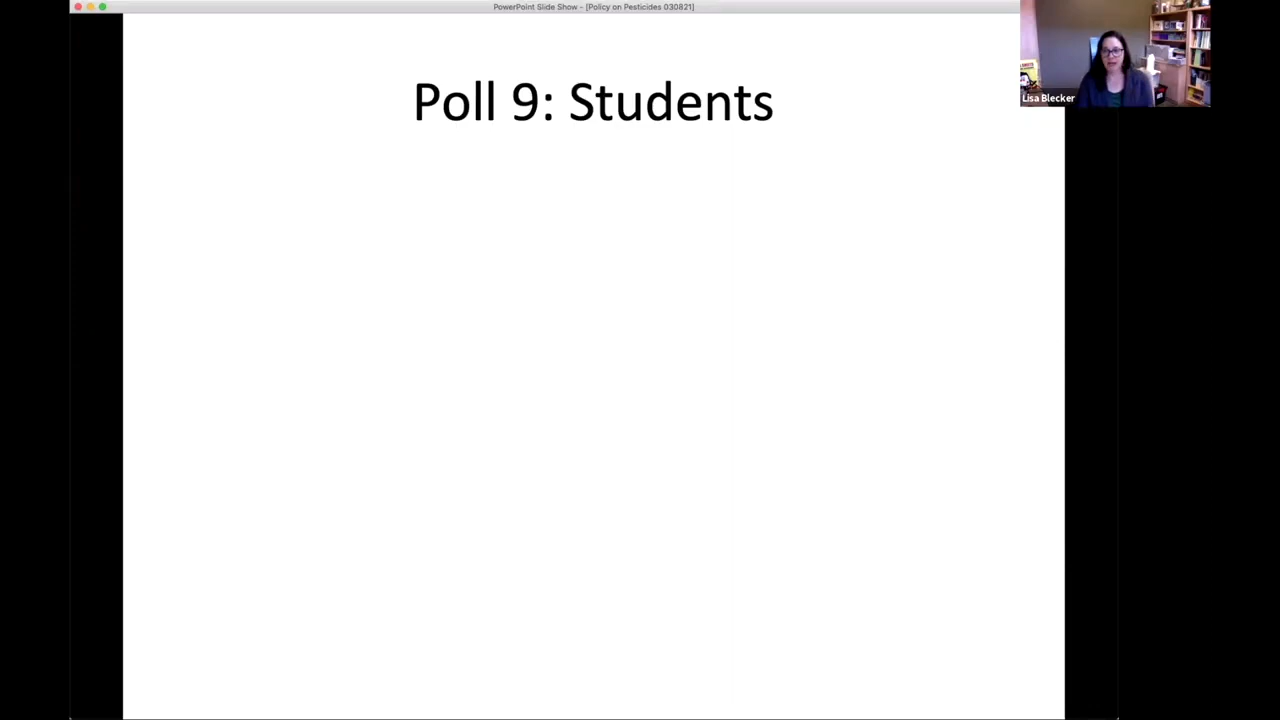 PowerPoint Slide Show - [Policy on Pesticides 030821]
Poll 9: Students
Lisa Blecker